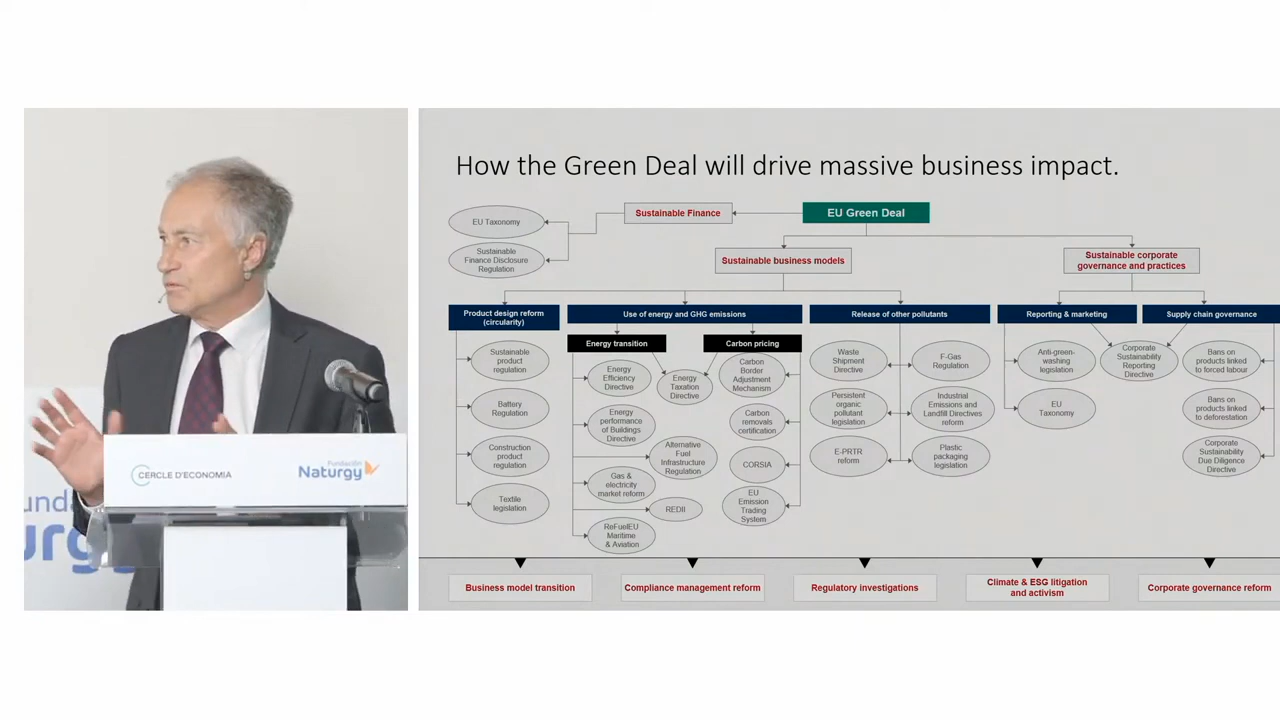 How the Green Deal will drive massive business impact.
EU Green Deal
Sustainable Finance
EU Taxonomy
Sustainable
Finance Disclosure
Regulation
Sustainable business models
Sustainable corporate
governance and practices
Product design reform
(circularity)
Use of energy and GHG emissions
Release of other pollutants
Reporting & marketing
Supply chain governance
Energy transition
Carbon pricing
Sustainable
product
regulation
Battery
Regulation
Construction
product
regulation
Textile
legislation
Energy
Efficiency
Directive
Energy
performance
of Buildings
Directive
Gas &
electricity
market reform
ReFuelEU
Maritime
& Aviation
Energy
Taxation
Directive
Alternative
Fuel
Infrastructure
Regulation
REDII
Carbon
Border
Adjustment
Mechanism
Carbon
removals
certification
CORSIA
EU
Emission
Trading
System
Waste
Shipment
Directive
Persistent
organic
pollutant
legislation
E-PRTR
reform
F-Gas
Regulation
Industrial
Emissions and
Landfill Directives
reform
Plastic
packaging
legislation
Anti-green-
washing
legislation
EU
Taxonomy
Corporate
Sustainability
Reporting
Directive
Bans on
products linked
to forced labour
Bans on
products linked
to deforestation
Corporate
Sustainability
Due Diligence
Directive
Business model transition
Compliance management reform
Regulatory investigations
Climate & ESG litigation
and activism
Corporate governance reform
CERCLE D'ECONOMIA
Fundación
Naturgy